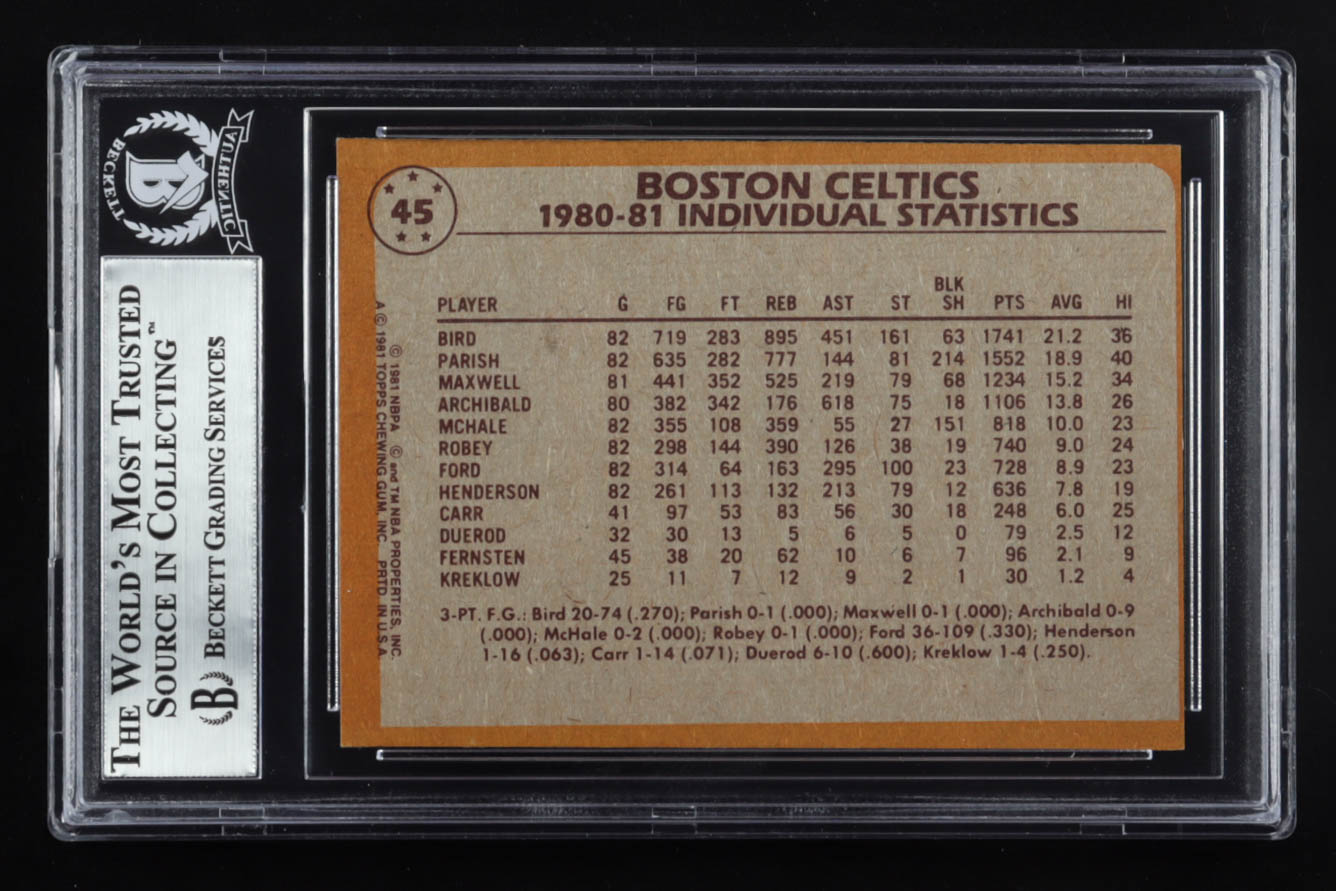 BECKETT
AUTHENTIC
B
THE WORLD'S MOST TRUSTED
SOURCE IN COLLECTING™
B BECKETT GRADING SERVICES
45
BOSTON CELTICS
1980-81 INDIVIDUAL STATISTICS
PLAYER G FG FT REB AST ST BLK SH PTS AVG HI
BIRD 82 719 283 895 451 161 63 1741 21.2 36
PARISH 82 635 282 777 144 81 214 1552 18.9 40
MAXWELL 81 441 352 525 219 79 68 1234 15.2 34
ARCHIBALD 80 382 342 176 618 75 18 1106 13.8 26
MCHALE 82 355 108 359 55 27 151 818 10.0 23
ROBEY 82 298 144 390 126 38 19 740 9.0 24
FORD 82 314 64 163 295 100 23 728 8.9 23
HENDERSON 82 261 113 132 213 79 12 636 7.8 19
CARR 41 97 53 83 56 30 18 248 6.0 25
DUEROD 32 30 13 5 6 5 0 79 2.5 12
FERNSTEN 45 38 20 62 10 6 7 96 2.1 9
KREKLOW 25 11 7 12 9 2 1 30 1.2 4
3-PT. F.G.: Bird 20-74 (.270); Parish 0-1 (.000); Maxwell 0-1 (.000); Archibald 0-9
(.000); McHale 0-2 (.000); Robey 0-1 (.000); Ford 36-109 (.330); Henderson
1-16 (.063); Carr 1-14 (.071); Duerod 6-10 (.600); Kreklow 1-4 (.250).
© 1981 NBPA © and TM NBA PROPERTIES, INC.
A © 1981 TOPPS CHEWING GUM, INC. PRTD. IN U.S.A.